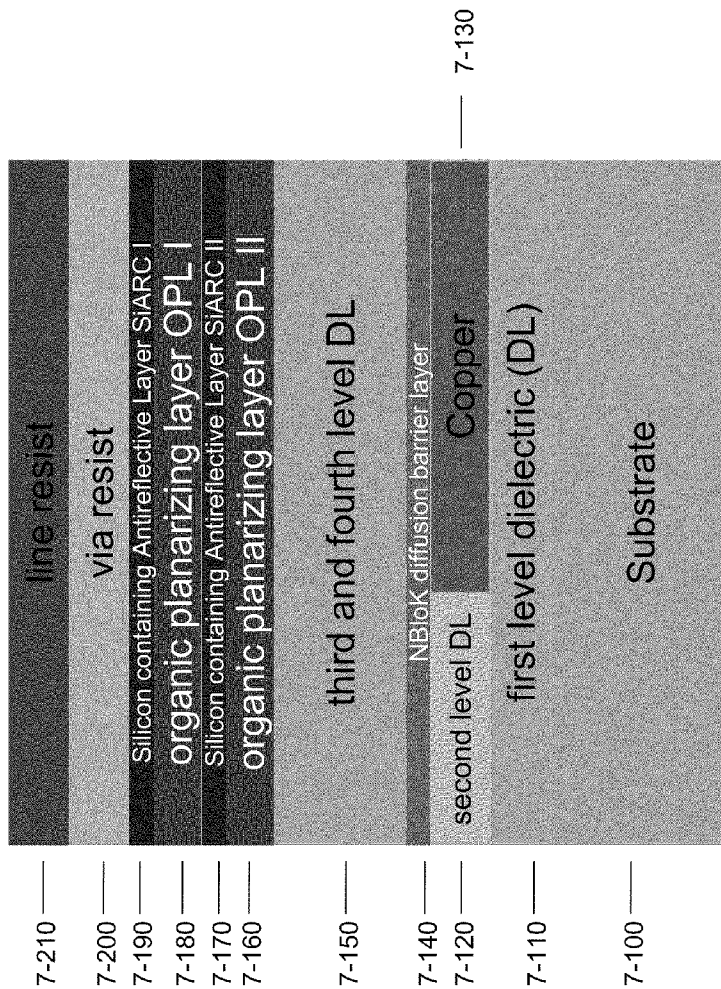 line resist
via resist
Silicon containing Antireflective Layer SiARC I
organic planarizing layer OPL I
Silicon containing Antireflective Layer SiARC II
organic planarizing layer OPL III
third and fourth level DL
NBloK diffusion barrier layer
second level DL
Copper
first level dielectric (DL)
Substrate
7-210
7-200
7-190
7-180
7-170
7-160
7-150
7-140
7-120
7-110
7-100
7-130